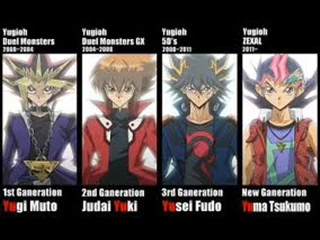 Yugioh
Duel Monsters
2000-2004
1st Ganeration
Yugi Muto
Yugioh
Duel Monsters GX
2004-2008
2nd Ganeration
Judai Yuki
Yugioh
5D's
2008-2011
3rd Ganeration
Yusei Fudo
Yugioh
ZEXAL
2011-
New Ganeration
Yuma Tsukumo